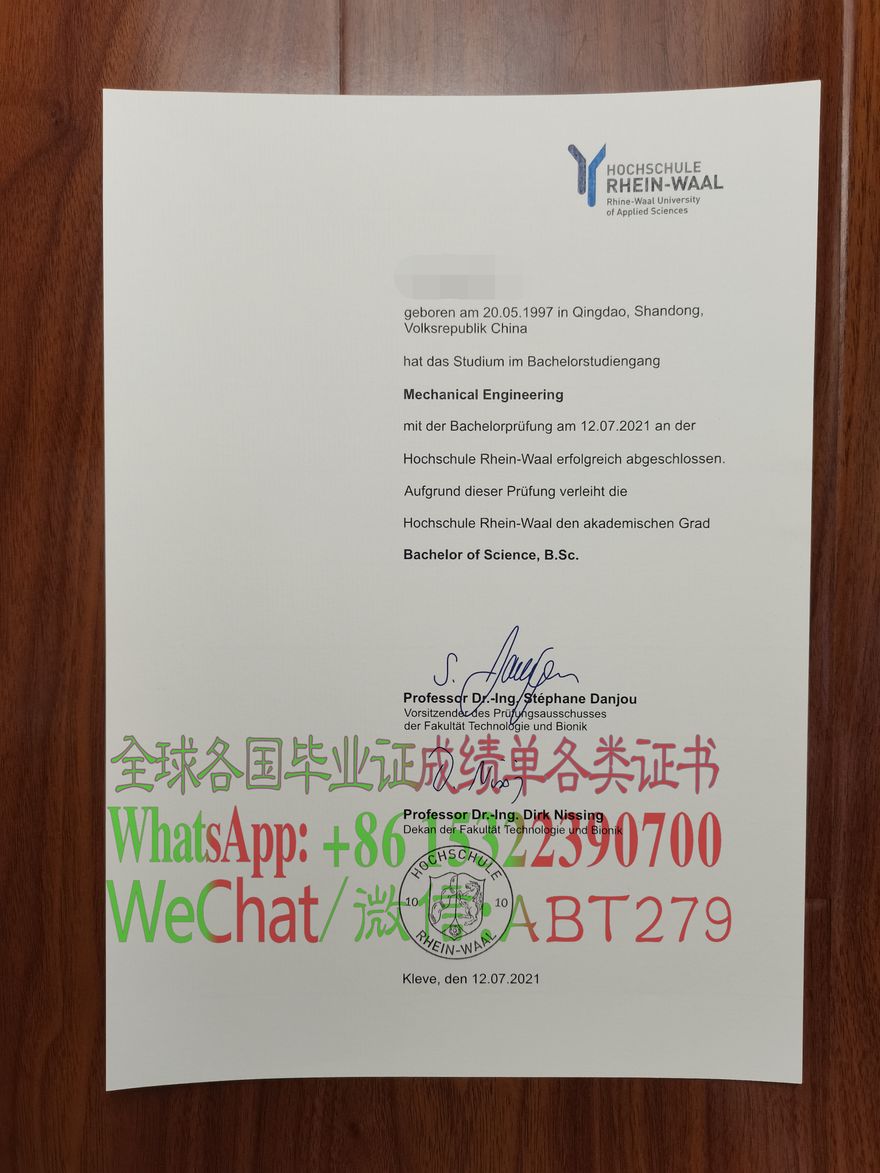 HOCHSCHULE
RHEIN-WAAL
Rhine-Waal University
of Applied Sciences
geboren am 20.05.1997 in Qingdao, Shandong,
Volksrepublik China
hat das Studium im Bachelorstudiengang
Mechanical Engineering
mit der Bachelorprüfung am 12.07.2021 an der
Hochschule Rhein-Waal erfolgreich abgeschlossen.
Aufgrund dieser Prüfung verleiht die
Hochschule Rhein-Waal den akademischen Grad
Bachelor of Science, B.Sc.
Professor Dr.-Ing. Stéphane Danjou
Vorsitzender des Prüfungsausschusses
der Fakultät Technologie und Bionik
全球各国毕业证成绩单各类证书
Professor Dr.-Ing. Dirk Nissing
Dekan der Fakultät Technologie und Bionik
WhatsApp: +86 15322390700
HOCHSCHULE
10 10
RHEIN-WAAL
WeChat/微信:ABT279
Kleve, den 12.07.2021